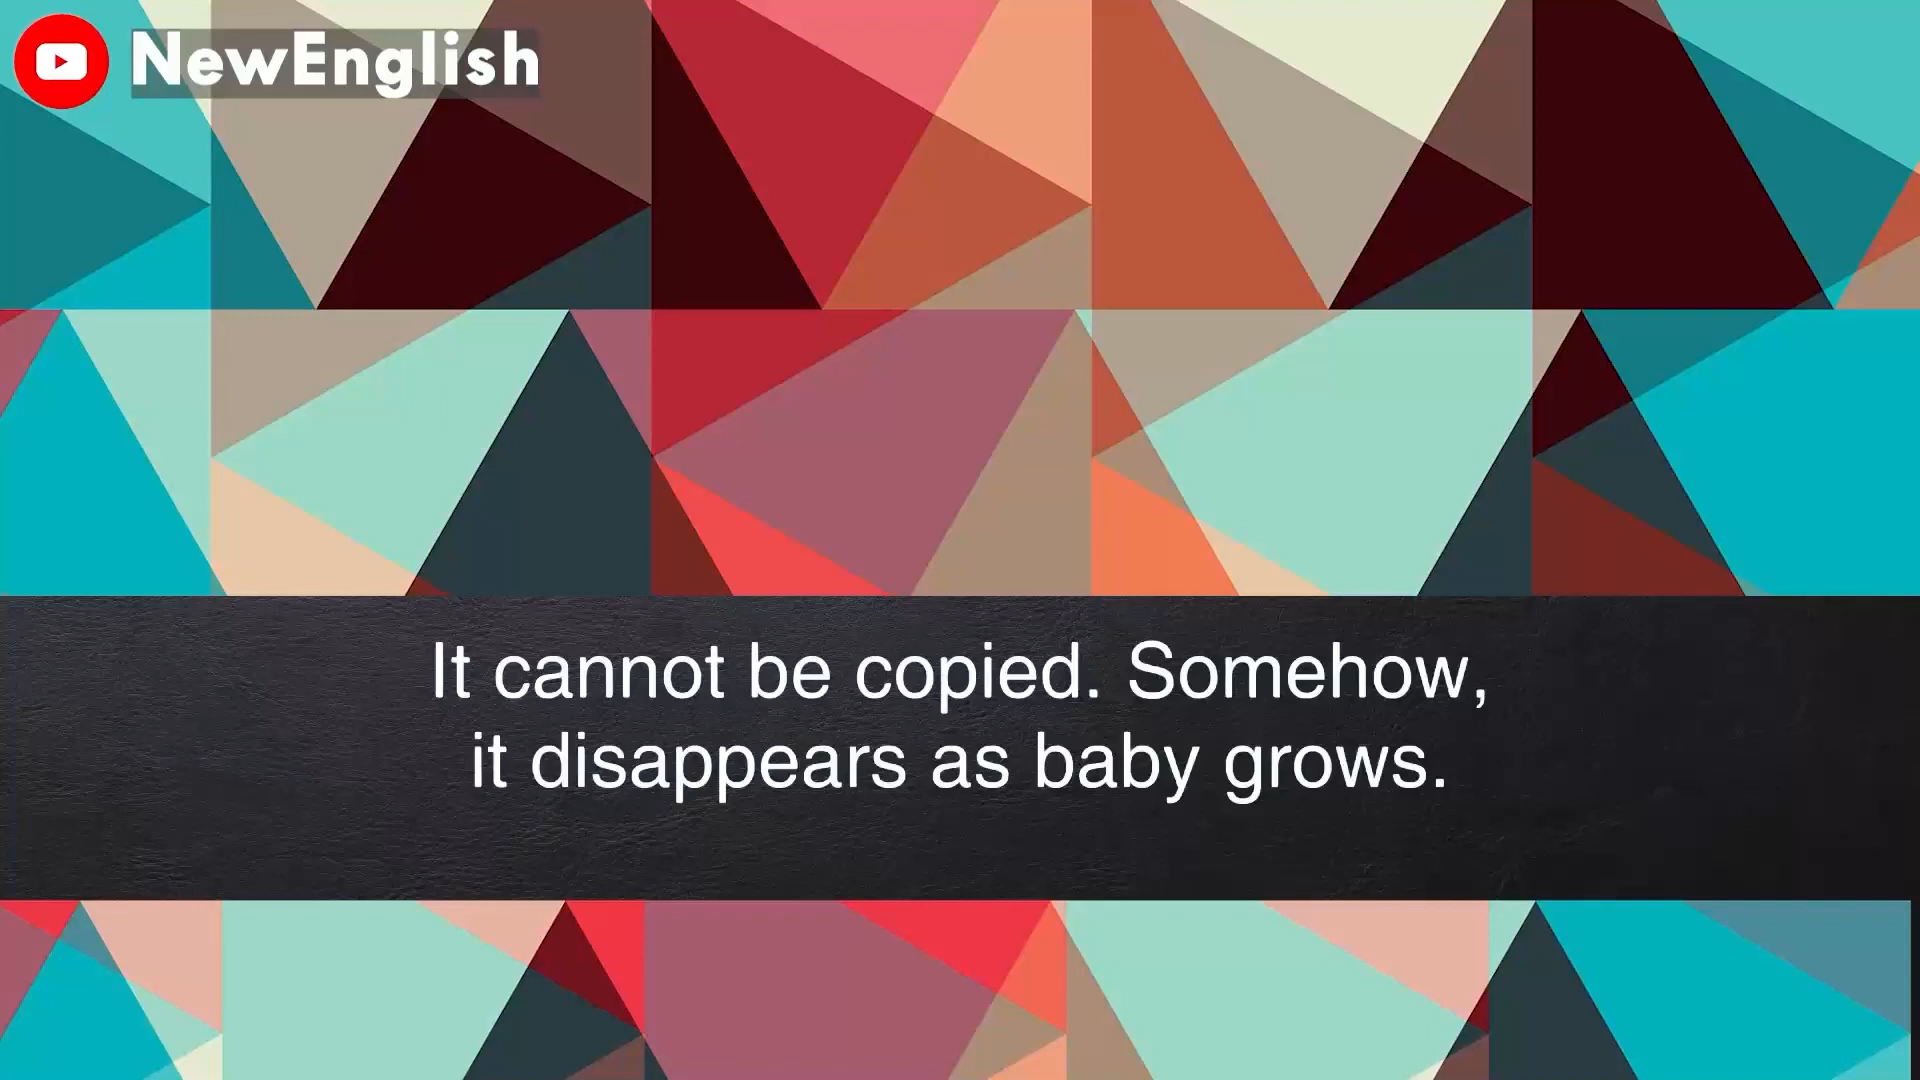 NewEnglish
It cannot be copied. Somehow,
it disappears as baby grows.